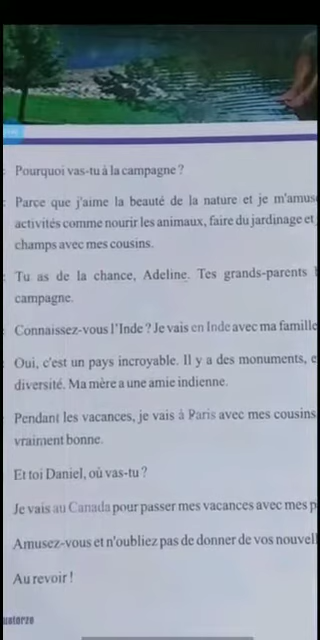 Pourquoi vas-tu à la campagne ?
Parce que j'aime la beauté de la nature et je m'amuse
activités comme nourir les animaux, faire du jardinage et
champs avec mes cousins.
Tu as de la chance, Adeline. Tes grands-parents
campagne.
Connaissez-vous l'Inde ? Je vais en Inde avec ma famille
Oui, c'est un pays incroyable. Il y a des monuments,
diversité. Ma mère a une amie indienne.
Pendant les vacances, je vais à Paris avec mes cousins
vraiment bonne.
Et toi Daniel, où vas-tu ?
Je vais au Canada pour passer mes vacances avec mes
Amusez-vous et n'oubliez pas de donner de vos
Au revoir !